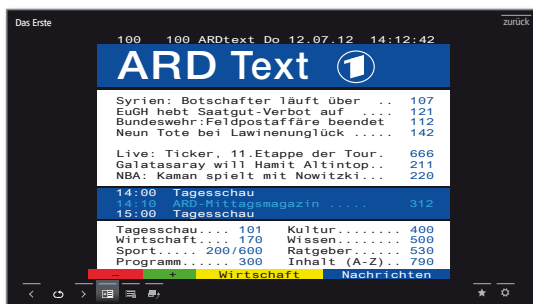 Das Erste
zurück
100 100 ARDtext Do 12.07.12 14:12:42
ARD Text 1
Syrien: Botschafter läuft über .. 107
EuGH hebt Saatgut-Verbot auf .... 121
Bundeswehr:Feldpostaffäre beendet 112
Neun Tote bei Lawinenunglück ..... 142
Live: Ticker, 11.Etappe der Tour. 666
Galatasaray will Hamit Altintop.. 211
NBA: Kaman spielt mit Nowitzki... 220
14:00 Tagesschau
14:10 ARD-Mittagsmagazin ..... 312
15:00 Tagesschau
Tagesschau.... 101 Kultur........ 400
Wirtschaft... 170 Wissen........ 500
Sport..... 200/600 Ratgeber...... 530
Programm...... 300 Inhalt (A-Z).. 790
- + Wirtschaft Nachrichten